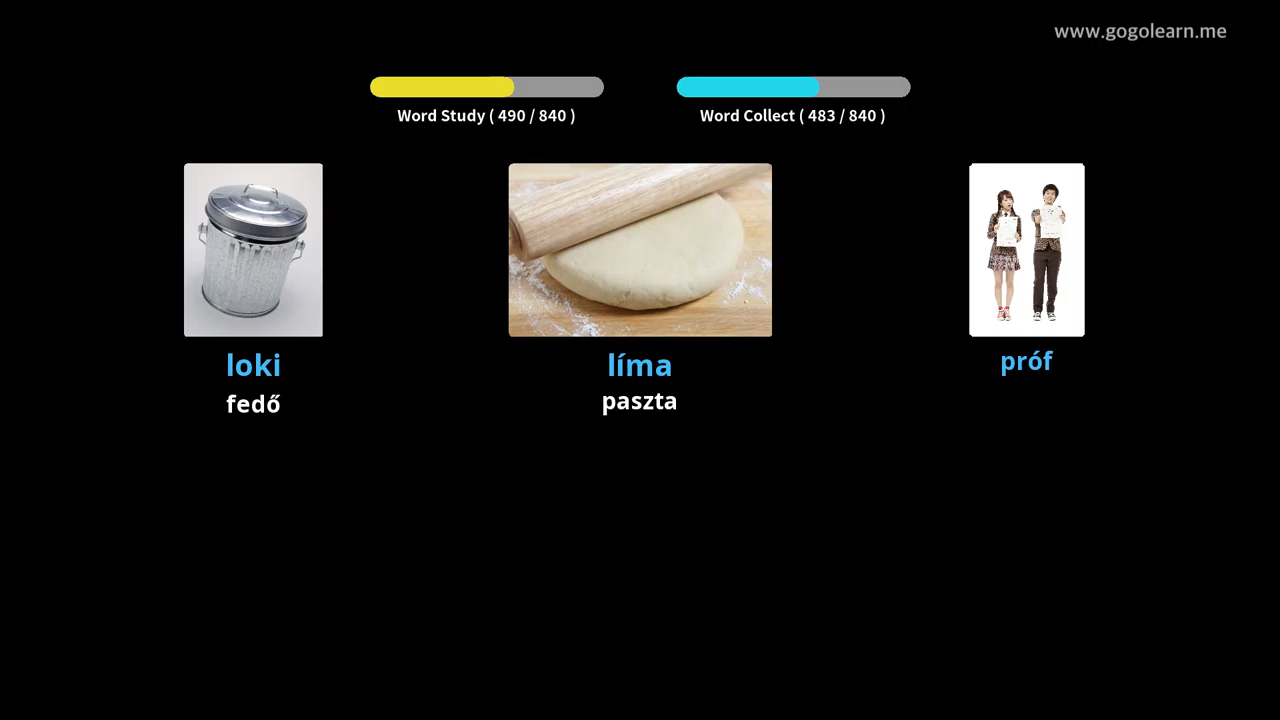 www.gogolearn.me
Word Study ( 490 / 840 )
Word Collect ( 483 / 840 )
loki
fedő
líma
paszta
próf